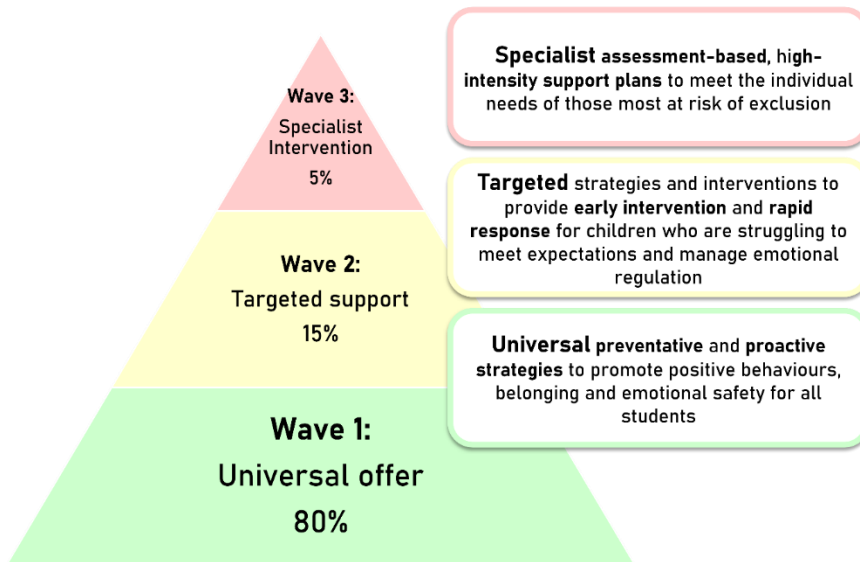 Wave 3:
Specialist
Intervention
5%
Specialist assessment-based, high-
intensity support plans to meet the individual
needs of those most at risk of exclusion
Wave 2:
Targeted support
15%
Targeted strategies and interventions to
provide early intervention and rapid
response for children who are struggling to
meet expectations and manage emotional
regulation
Wave 1:
Universal offer
80%
Universal preventative and proactive
strategies to promote positive behaviours,
belonging and emotional safety for all
students